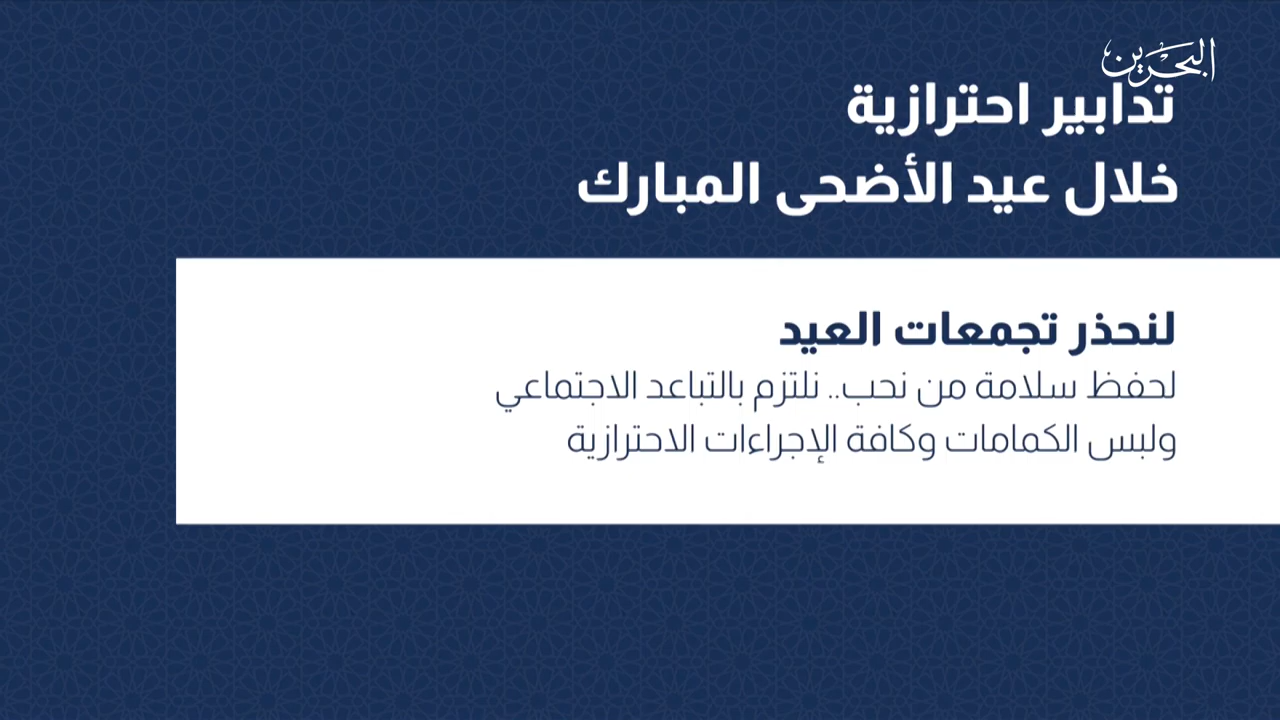 البحرين
تدابير احترازية
خلال عيد الأضحى المبارك
لنحذر تجمعات العيد
لحفظ سلامة من نحب.. نلتزم بالتباعد الاجتماعي
ولبس الكمامات وكافة الإجراءات الاحترازية